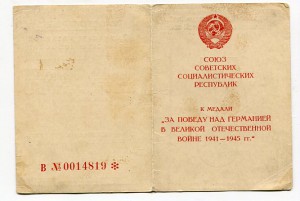 В №0014819 ✻
СОЮЗ
СОВЕТСКИХ
СОЦИАЛИСТИЧЕСКИХ
РЕСПУБЛИК
К МЕДАЛИ
"ЗА ПОБЕДУ НАД ГЕРМАНИЕЙ
В ВЕЛИКОЙ ОТЕЧЕСТВЕННОЙ
ВОЙНЕ 1941—1945 гг."